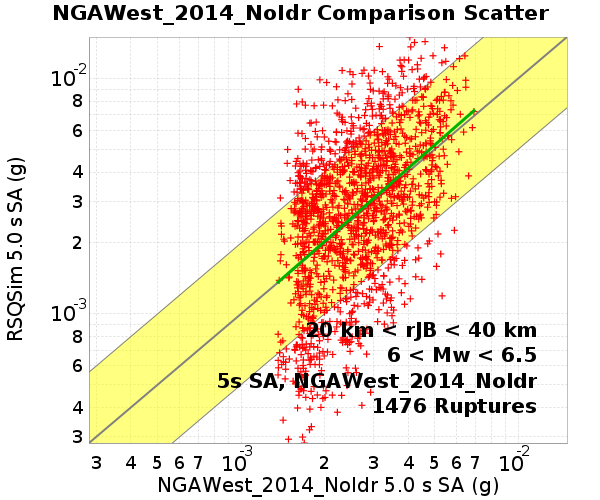 NGAWest_2014_NoIdr Comparison Scatter
RSQSim 5.0 s SA (g)
10-2
8
6
4
3
2
10-3
8
6
4
3
20 km < rJB < 40 km
6 < Mw < 6.5
5s SA, NGAWest_2014_NoIdr
1476 Ruptures
3 4 5 6 7 10-3 2 3 4 5 6 7 10-2
NGAWest_2014_NoIdr 5.0 s SA (g)